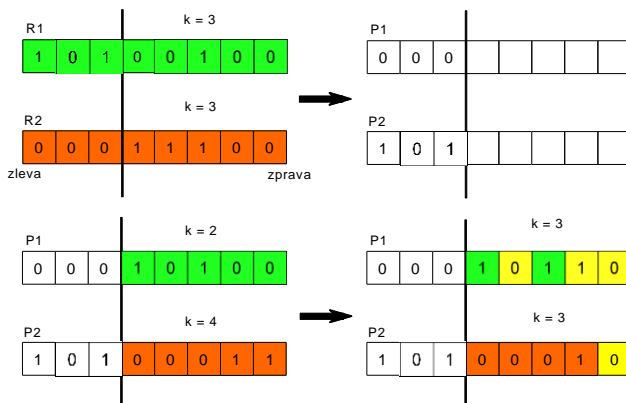 k = 3
R1
1 0 1 0 0 1 0 0
k = 3
R2
0 0 0 1 1 1 0 0
zleva
zprava
P1
0 0 0
P2
1 0 1
k = 2
P1
0 0 0 1 0 1 0 0
k = 4
P2
1 0 1 0 0 0 1 1
k = 3
P1
0 0 0 1 0 1 1 0
k = 3
P2
1 0 1 0 0 0 1 0